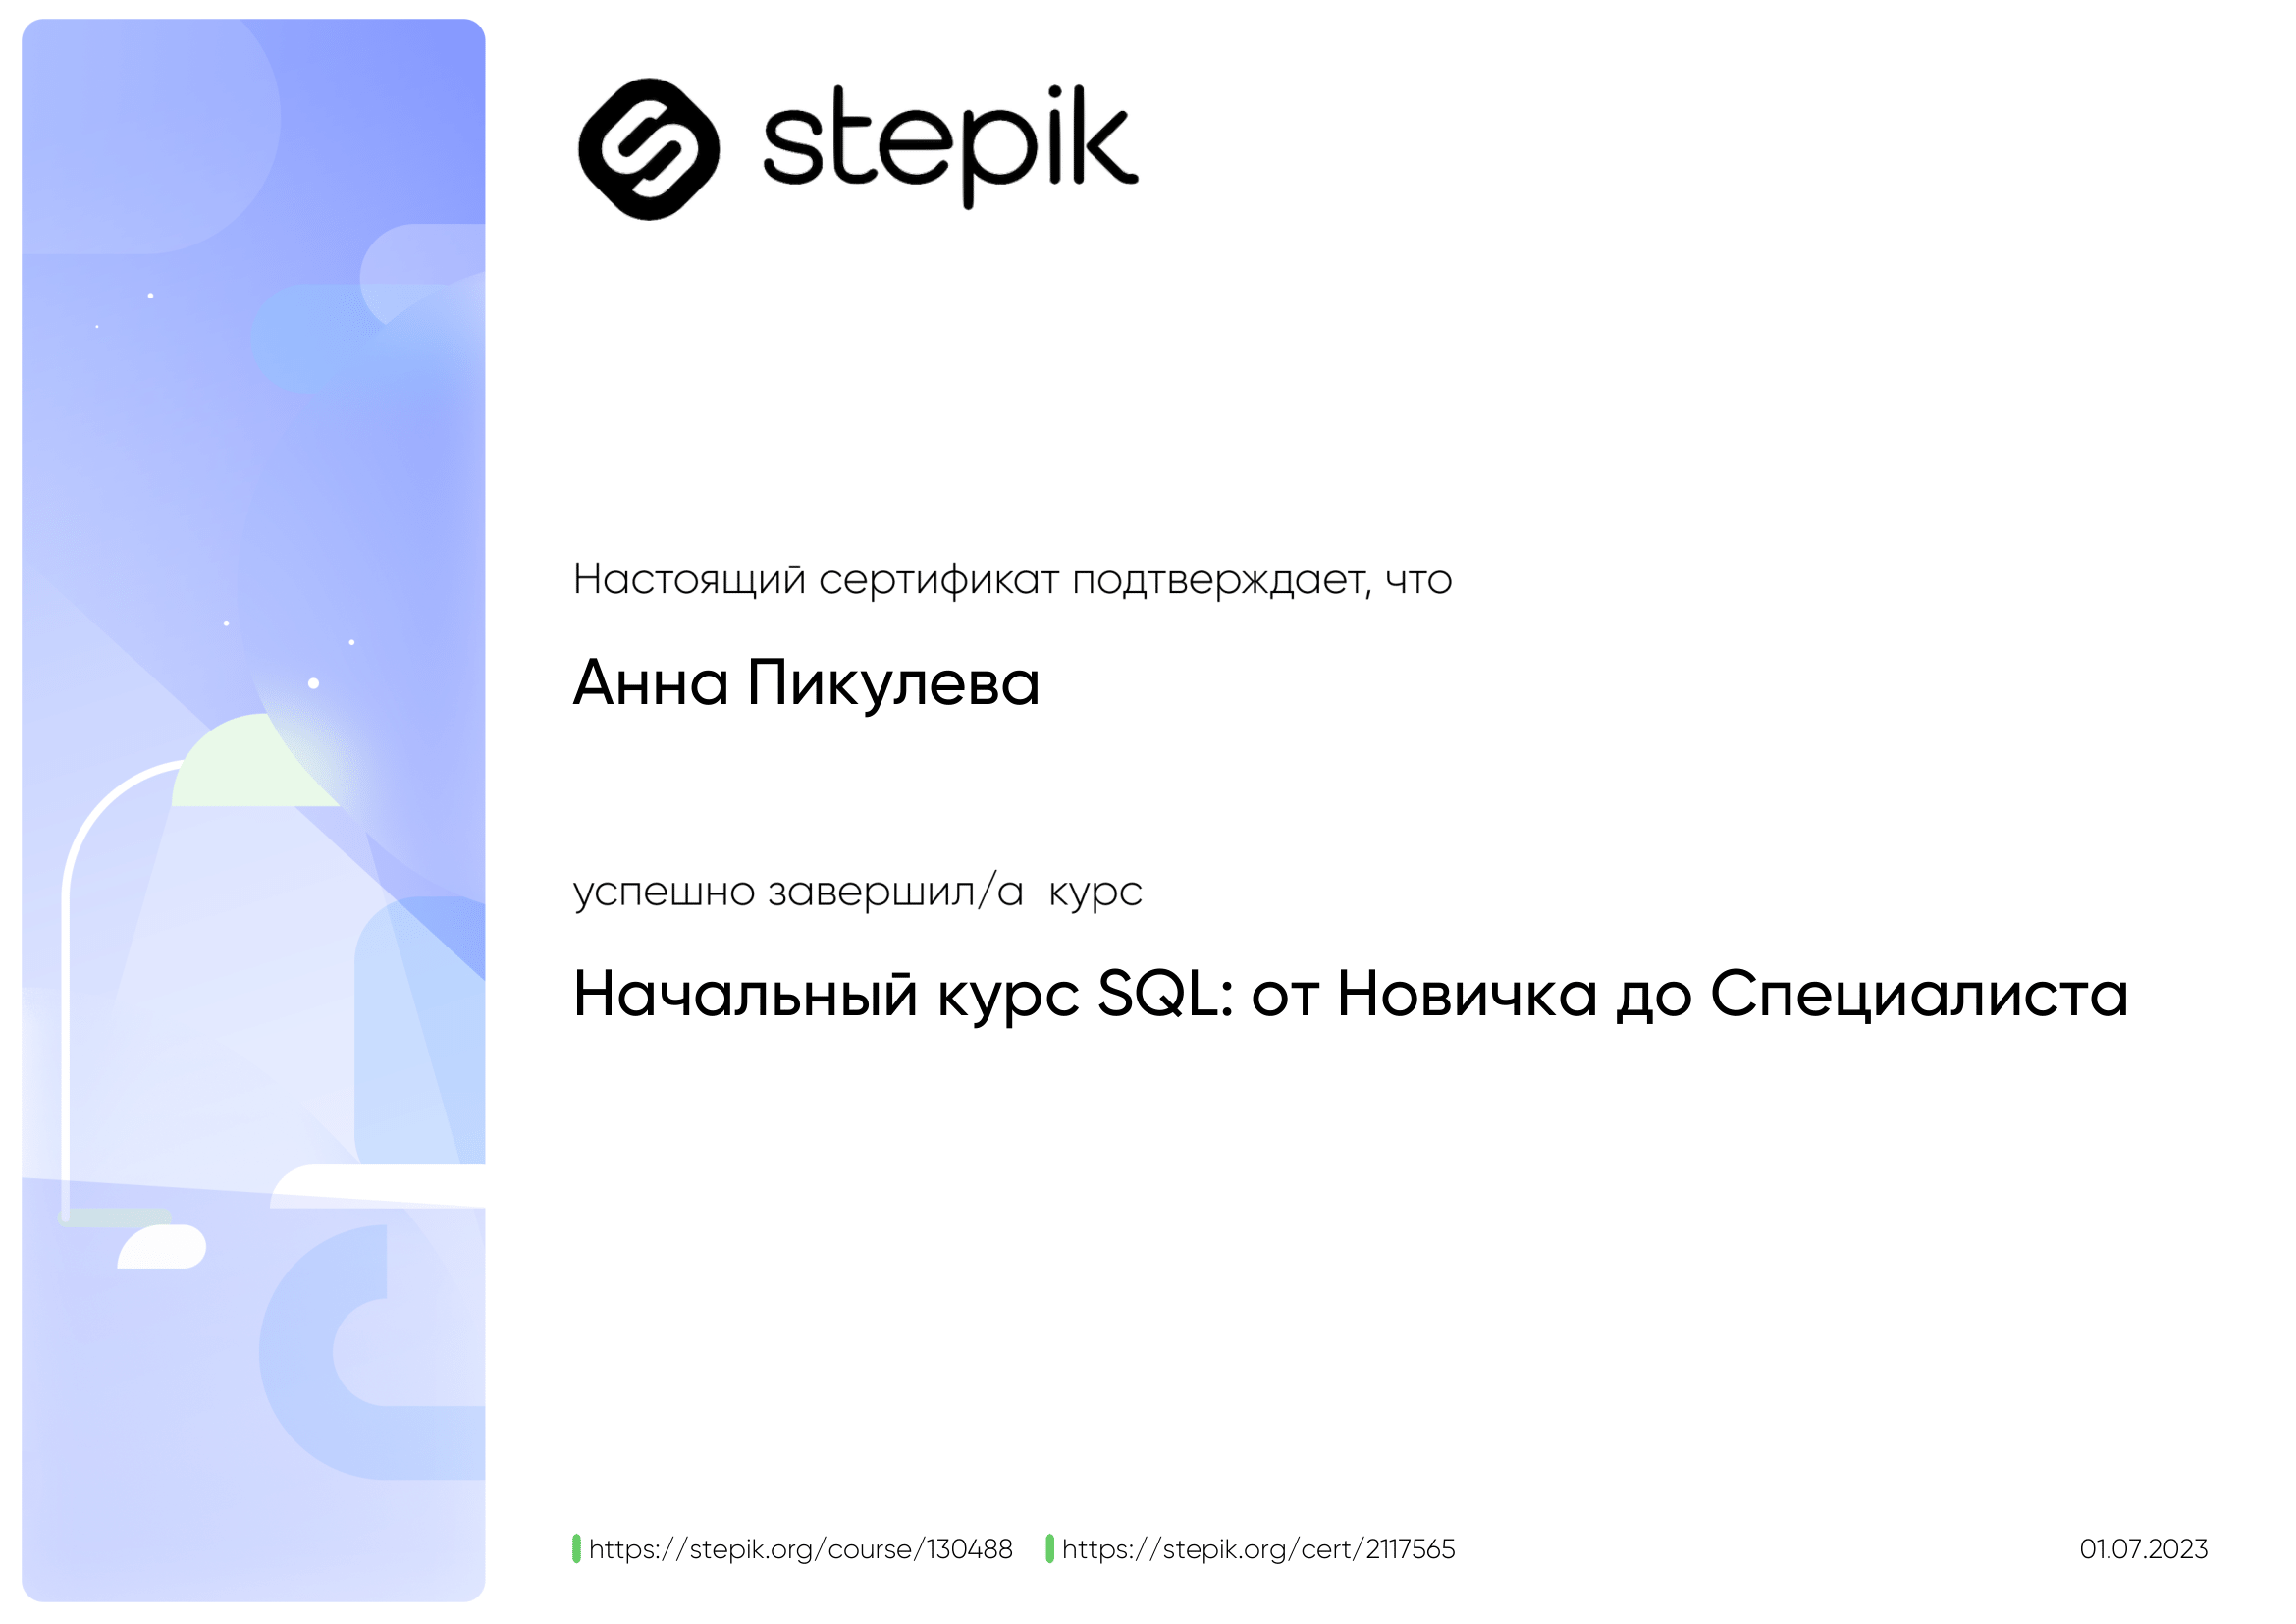 stepik
Настоящий сертификат подтверждает, что
Анна Пикулева
успешно завершил/а курс
Начальный курс SQL: от Новичка до Специалиста
https://stepik.org/course/130488 https://stepik.org/cert/2117565 01.07.2023